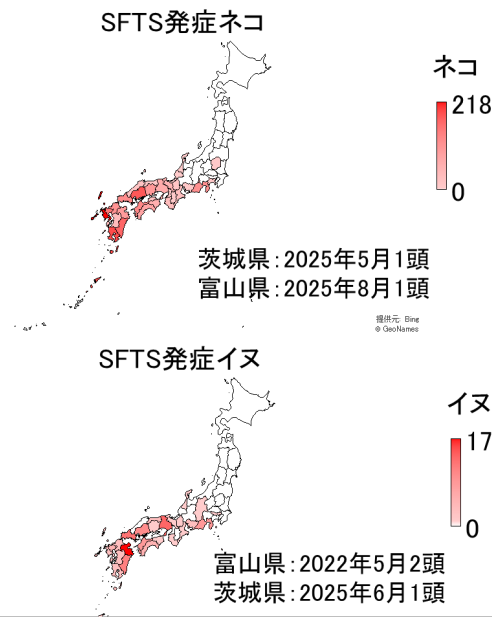 SFTS発症ネコ
ネコ
218
0
茨城県：2025年5月1頭
富山県：2025年8月1頭
提供元: Bing
© GeoNames
SFTS発症イヌ
イヌ
17
0
富山県：2022年5月2頭
茨城県：2025年6月1頭